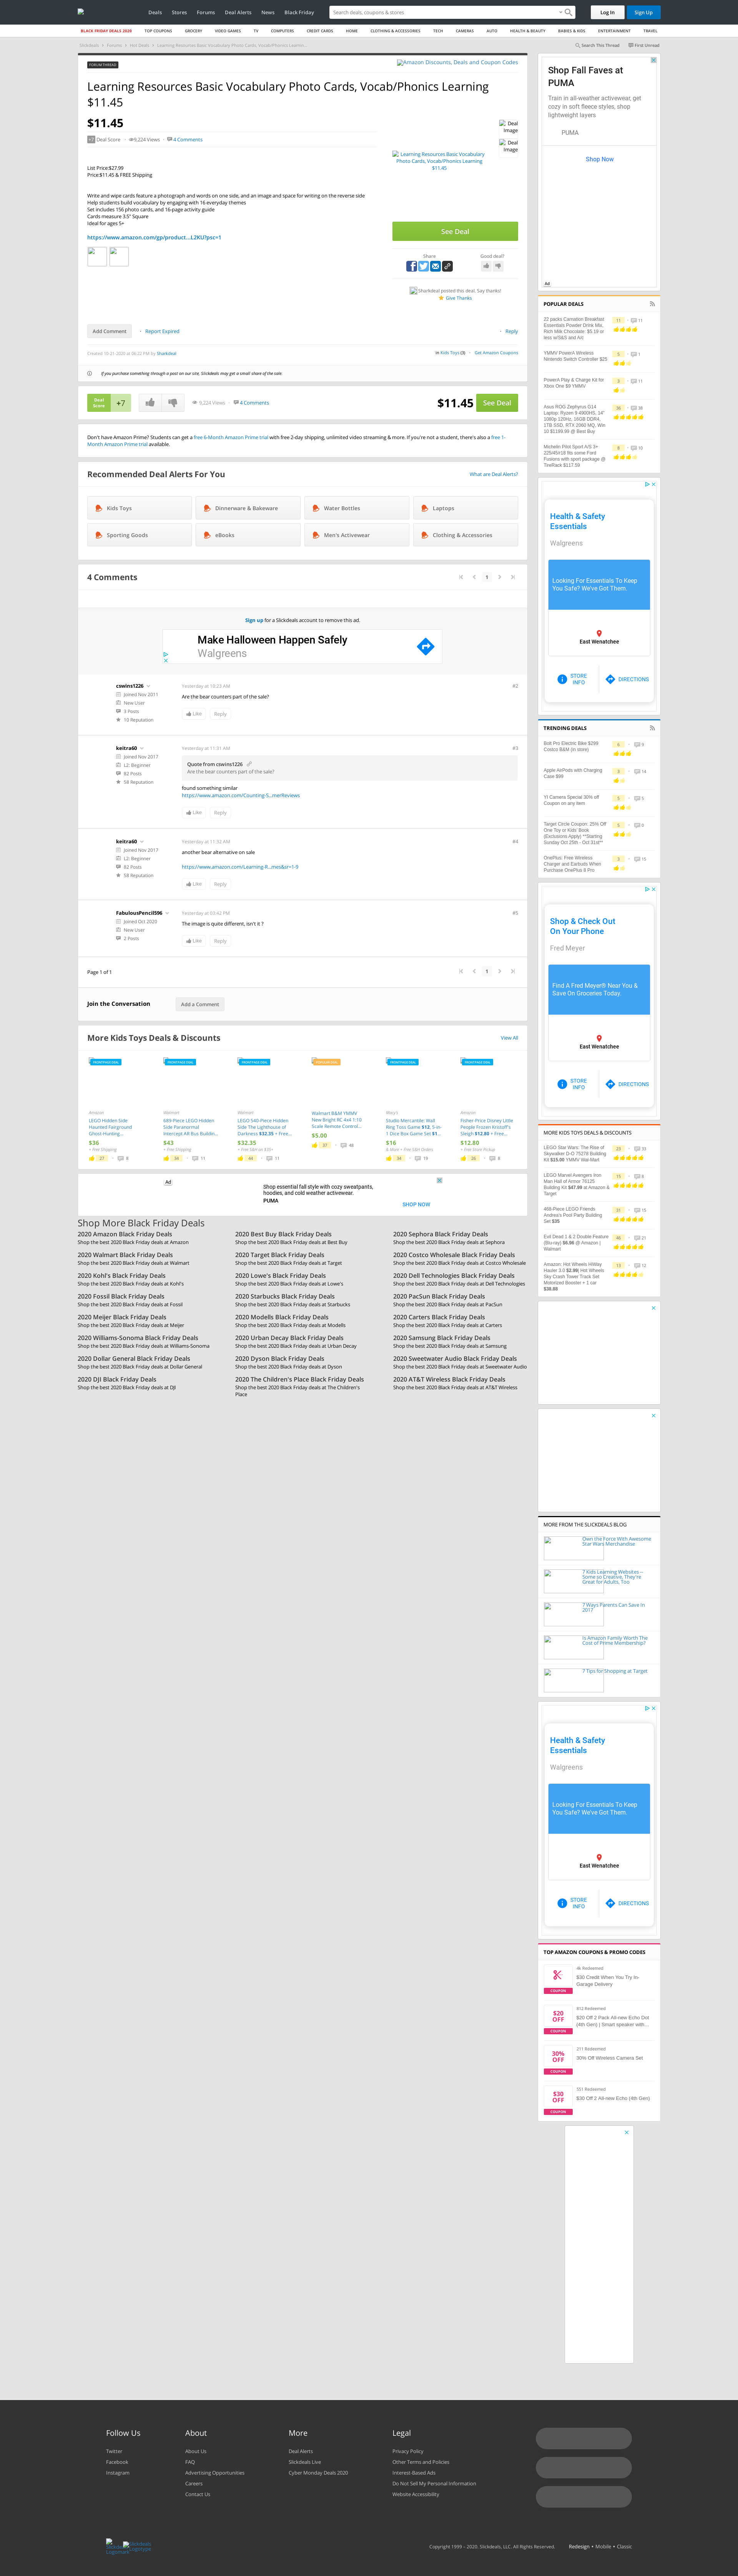 Deals
Stores
Forums
Deal Alerts
News
Black Friday
Search deals, coupons & stores
Log In
Sign Up
BLACK FRIDAY DEALS 2020
TOP COUPONS
GROCERY
VIDEO GAMES
TV
COMPUTERS
CREDIT CARDS
HOME
CLOTHING & ACCESSORIES
TECH
CAMERAS
AUTO
HEALTH & BEAUTY
BABIES & KIDS
ENTERTAINMENT
TRAVEL
Slickdeals > Forums > Hot Deals > Learning Resources Basic Vocabulary Photo Cards, Vocab/Phonics Learnin...
Search This Thread
First Unread
FORUM THREAD
Amazon Discounts, Deals and Coupon Codes
Learning Resources Basic Vocabulary Photo Cards, Vocab/Phonics Learning
$11.45
$11.45
+7 Deal Score
9,224 Views
4 Comments
List Price:$27.99
Price:$11.45 & FREE Shipping
Write and wipe cards feature a photograph and words on one side, and an image and space for writing on the reverse side
Help students build vocabulary by engaging with 16 everyday themes
Set includes 156 photo cards, and 16-page activity guide
Cards measure 3.5" Square
Ideal for ages 5+
https://www.amazon.com/gp/product...L2KU?psc=1
Deal Image
Deal Image
Learning Resources Basic Vocabulary Photo Cards, Vocab/Phonics Learning $11.45
See Deal
Share
Good deal?
Sharkdeal posted this deal. Say thanks!
Give Thanks
Add Comment
Report Expired
Reply
Created 10-21-2020 at 06:22 PM by Sharkdeal
in Kids Toys (3)
Get Amazon Coupons
If you purchase something through a post on our site, Slickdeals may get a small share of the sale.
Deal Score
+7
9,224 Views
4 Comments
$11.45
See Deal
Don't have Amazon Prime? Students can get a free 6-Month Amazon Prime trial with free 2-day shipping, unlimited video streaming & more. If you're not a student, there's also a free 1-
Month Amazon Prime trial available.
Recommended Deal Alerts For You
What are Deal Alerts?
Kids Toys
Dinnerware & Bakeware
Water Bottles
Laptops
Sporting Goods
eBooks
Men's Activewear
Clothing & Accessories
4 Comments
1
Sign up for a Slickdeals account to remove this ad.
Make Halloween Happen Safely
Walgreens
cswins1226
Joined Nov 2011
New User
3 Posts
10 Reputation
Yesterday at 10:23 AM
#2
Are the bear counters part of the sale?
Like
Reply
keitra60
Joined Nov 2017
L2: Beginner
82 Posts
58 Reputation
Yesterday at 11:31 AM
#3
Quote from cswins1226
Are the bear counters part of the sale?
found something similar
https://www.amazon.com/Counting-S...merReviews
Like
Reply
keitra60
Joined Nov 2017
L2: Beginner
82 Posts
58 Reputation
Yesterday at 11:32 AM
#4
another bear alternative on sale
https://www.amazon.com/Learning-R...mes&sr=1-9
Like
Reply
FabulousPencil596
Joined Oct 2020
New User
2 Posts
Yesterday at 03:42 PM
#5
The image is quite different, isn't it ?
Like
Reply
Page 1 of 1
1
Join the Conversation
Add a Comment
More Kids Toys Deals & Discounts
View All
FRONTPAGE DEAL
Amazon
LEGO Hidden Side
Haunted Fairground
Ghost-Hunting...
$36
+ Free Shipping
27
8
FRONTPAGE DEAL
Walmart
689-Piece LEGO Hidden
Side Paranormal
Intercept AR Bus Buildin...
$43
+ Free Shipping
34
11
FRONTPAGE DEAL
Walmart
LEGO 540-Piece Hidden
Side The Lighthouse of
Darkness $32.35 + Free...
$32.35
+ Free S&H on $35+
44
11
POPULAR DEAL
Walmart B&M YMMV
New Bright RC 4x4 1:10
Scale Remote Control...
$5.00
37
48
FRONTPAGE DEAL
Macy's
Studio Mercantile: Wall
Ring Toss Game $12, 5-in-
1 Dice Box Game Set $1...
$16
& More + Free S&H Orders
34
19
FRONTPAGE DEAL
Amazon
Fisher-Price Disney Little
People Frozen Kristoff's
Sleigh $12.80 + Free...
$12.80
+ Free Store Pickup
22
8
Ad
Shop essential fall style with cozy sweatpants,
hoodies, and cold weather activewear.
PUMA
SHOP NOW
Shop More Black Friday Deals
2020 Amazon Black Friday Deals
Shop the best 2020 Black Friday deals at Amazon
2020 Best Buy Black Friday Deals
Shop the best 2020 Black Friday deals at Best Buy
2020 Sephora Black Friday Deals
Shop the best 2020 Black Friday deals at Sephora
2020 Walmart Black Friday Deals
Shop the best 2020 Black Friday deals at Walmart
2020 Target Black Friday Deals
Shop the best 2020 Black Friday deals at Target
2020 Costco Wholesale Black Friday Deals
Shop the best 2020 Black Friday deals at Costco Wholesale
2020 Kohl's Black Friday Deals
Shop the best 2020 Black Friday deals at Kohl's
2020 Lowe's Black Friday Deals
Shop the best 2020 Black Friday deals at Lowe's
2020 Dell Technologies Black Friday Deals
Shop the best 2020 Black Friday deals at Dell Technologies
2020 Fossil Black Friday Deals
Shop the best 2020 Black Friday deals at Fossil
2020 Starbucks Black Friday Deals
Shop the best 2020 Black Friday deals at Starbucks
2020 PacSun Black Friday Deals
Shop the best 2020 Black Friday deals at PacSun
2020 Meijer Black Friday Deals
Shop the best 2020 Black Friday deals at Meijer
2020 Modells Black Friday Deals
Shop the best 2020 Black Friday deals at Modells
2020 Carters Black Friday Deals
Shop the best 2020 Black Friday deals at Carters
2020 Williams-Sonoma Black Friday Deals
Shop the best 2020 Black Friday deals at Williams-Sonoma
2020 Urban Decay Black Friday Deals
Shop the best 2020 Black Friday deals at Urban Decay
2020 Samsung Black Friday Deals
Shop the best 2020 Black Friday deals at Samsung
2020 Dollar General Black Friday Deals
Shop the best 2020 Black Friday deals at Dollar General
2020 Dyson Black Friday Deals
Shop the best 2020 Black Friday deals at Dyson
2020 Sweetwater Audio Black Friday Deals
Shop the best 2020 Black Friday deals at Sweetwater Audio
2020 DJI Black Friday Deals
Shop the best 2020 Black Friday deals at DJI
2020 The Children's Place Black Friday Deals
Shop the best 2020 Black Friday deals at The Children's
Place
2020 AT&T Wireless Black Friday Deals
Shop the best 2020 Black Friday deals at AT&T Wireless
Shop Fall Faves at
PUMA
Train in all-weather activewear, get
cozy in soft fleece styles, shop
lightweight layers
PUMA
Shop Now
Ad
POPULAR DEALS
22 packs Carnation Breakfast
Essentials Powder Drink Mix,
Rich Milk Chocolate: $5.18 or
less w/S&S and A/c
11
11
YMMV PowerA Wireless
Nintendo Switch Controller $25
5
1
PowerA Play & Charge Kit for
Xbox One $9 YMMV
3
11
Asus ROG Zephyrus G14
Laptop: Ryzen 9 4900HS, 14"
1080p 120Hz, 16GB DDR4,
1TB SSD, RTX 2060 MQ, Win
10 $1199.99 @ Best Buy
36
38
Michelin Pilot Sport A/S 3+
225/45r18 fits some Ford
Fusions with sport package @
TireRack $117.59
9
10
Health & Safety
Essentials
Walgreens
Looking For Essentials To Keep
You Safe? We've Got Them.
East Wenatchee
STORE
INFO
DIRECTIONS
TRENDING DEALS
Bolt Pro Electric Bike $299
Costco B&M (in store)
6
9
Apple AirPods with Charging
Case $99
3
14
YI Camera Special 30% off
Coupon on any item
5
5
Target Circle Coupon: 25% Off
One Toy or Kids' Book
(Exclusions Apply) **Starting
Sunday Oct 25th - Oct 31st**
5
0
OnePlus: Free Wireless
Charger and Earbuds When
Purchase OnePlus 8 Pro
3
15
Shop & Check Out
On Your Phone
Fred Meyer
Find A Fred Meyer® Near You &
Save On Groceries Today.
East Wenatchee
STORE
INFO
DIRECTIONS
MORE KIDS TOYS DEALS & DISCOUNTS
LEGO Star Wars: The Rise of
Skywalker D-O 75278 Building
Kit $15.00 YMMV Wal-Mart
23
33
LEGO Marvel Avengers Iron
Man Hall of Armor 76125
Building Kit $47.99 at Amazon &
Target
15
8
468-Piece LEGO Friends
Andrea's Pool Party Building
Set $35
31
10
Evil Dead 1 & 2 Double Feature
(Blu-ray) $6.96 @ Amazon |
Walmart
46
21
Amazon, Hot Wheels HiWay
Hauler 3.0 $2.99| Hot Wheels
Sky Crash Tower Track Set
Motorized Booster + 1 car
$38.88
13
12
MORE FROM THE SLICKDEALS BLOG
Own the Force With Awesome
Star Wars Merchandise
7 Kids Learning Websites –
Some so Creative, They're
Great for Adults, Too
7 Ways Parents Can Save In
2017
Is Amazon Family Worth The
Cost of Prime Membership?
7 Tips for Shopping at Target
Health & Safety
Essentials
Walgreens
Looking For Essentials To Keep
You Safe? We've Got Them.
East Wenatchee
STORE
INFO
DIRECTIONS
TOP AMAZON COUPONS & PROMO CODES
COUPON
4k Redeemed
$30 Credit When You Try In-
Garage Delivery
$20
OFF
COUPON
812 Redeemed
$20 Off 2 Pack All-new Echo Dot
(4th Gen) | Smart speaker with...
30%
OFF
COUPON
211 Redeemed
30% Off Wireless Camera Set
$30
OFF
COUPON
551 Redeemed
$30 Off 2 All-new Echo (4th Gen)
Follow Us
Twitter
Facebook
Instagram
About
About Us
FAQ
Advertising Opportunities
Careers
Contact Us
More
Deal Alerts
Slickdeals Live
Cyber Monday Deals 2020
Legal
Privacy Policy
Other Terms and Policies
Interest-Based Ads
Do Not Sell My Personal Information
Website Accessibility
Slickdeals Logomark
Slickdeals Logotype
Copyright 1999 - 2020. Slickdeals, LLC. All Rights Reserved.
Redesign • Mobile • Classic